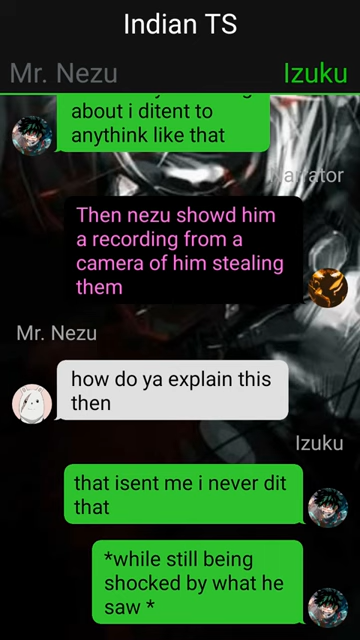 Indian TS
Mr. Nezu
Izuku
about i ditent to
anythink like that
Narrator
Then nezu showd him
a recording from a
camera of him stealing
them
Mr. Nezu
how do ya explain this
then
Izuku
that isent me i never dit
that
*while still being
shocked by what he
saw *